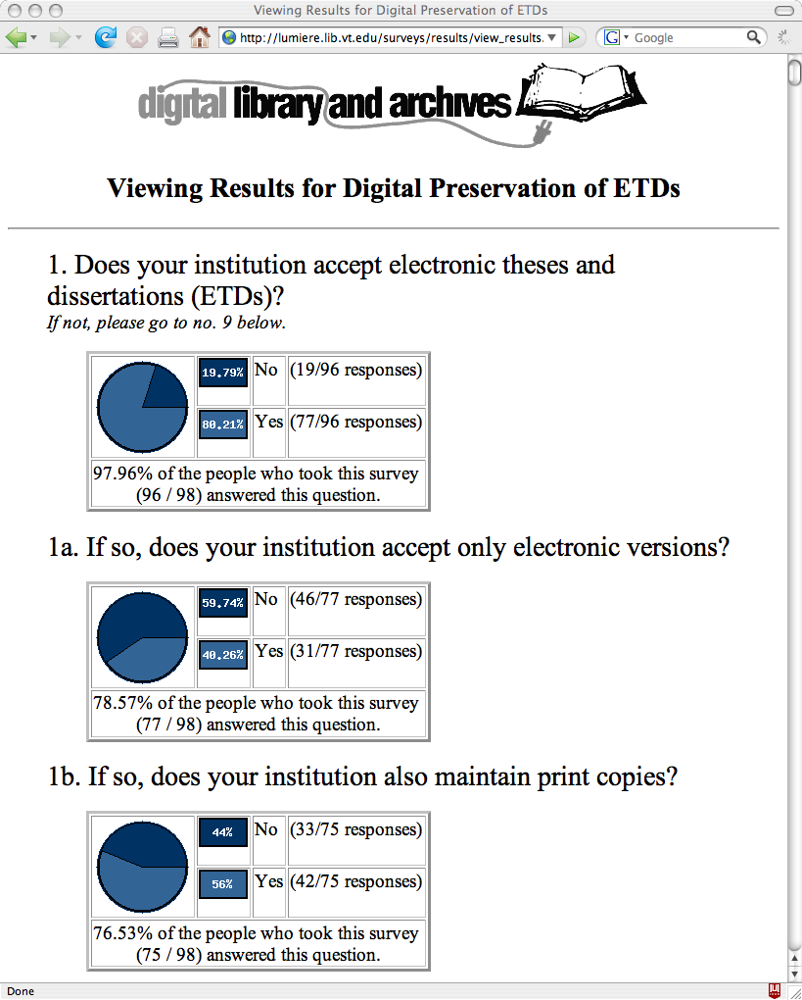 Viewing Results for Digital Preservation of ETDs
http://lumiere.lib.vt.edu/surveys/results/view_results.
G Google
digital library and archives
Viewing Results for Digital Preservation of ETDs
1. Does your institution accept electronic theses and
dissertations (ETDs)?
If not, please go to no. 9 below.
19.79% No (19/96 responses)
80.21% Yes (77/96 responses)
97.96% of the people who took this survey
(96 / 98) answered this question.
1a. If so, does your institution accept only electronic versions?
59.74% No (46/77 responses)
40.26% Yes (31/77 responses)
78.57% of the people who took this survey
(77 / 98) answered this question.
1b. If so, does your institution also maintain print copies?
44% No (33/75 responses)
56% Yes (42/75 responses)
76.53% of the people who took this survey
(75 / 98) answered this question.
Done